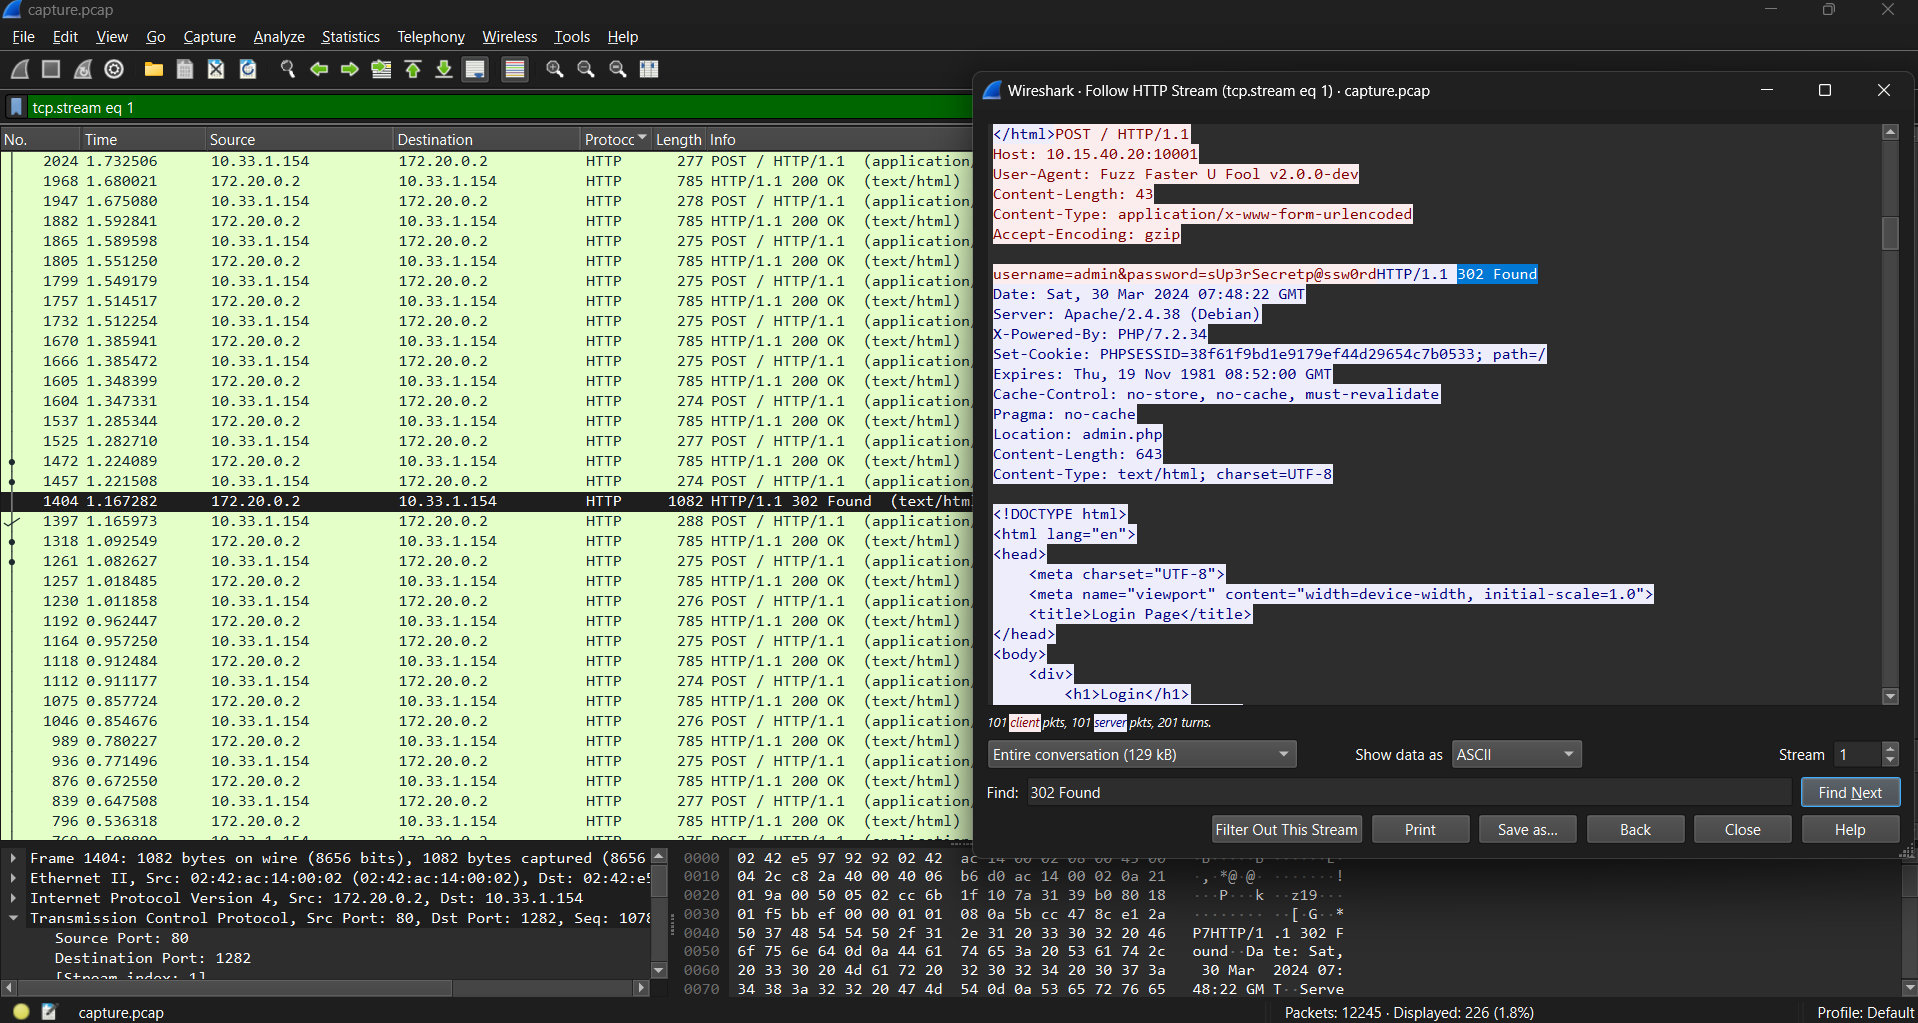 capture.pcap
File Edit View Go Capture Analyze Statistics Telephony Wireless Tools Help
tcp.stream eq 1
No. Time Source Destination Protocc Length Info
2024 1.732506 10.33.1.154 172.20.0.2 HTTP 277 POST / HTTP/1.1 (application,
1968 1.680021 172.20.0.2 10.33.1.154 HTTP 785 HTTP/1.1 200 OK (text/html)
1947 1.675080 10.33.1.154 172.20.0.2 HTTP 278 POST / HTTP/1.1 (application,
1882 1.592841 172.20.0.2 10.33.1.154 HTTP 785 HTTP/1.1 200 OK (text/html)
1865 1.589598 10.33.1.154 172.20.0.2 HTTP 275 POST / HTTP/1.1 (application,
1805 1.551250 172.20.0.2 10.33.1.154 HTTP 785 HTTP/1.1 200 OK (text/html)
1799 1.549179 10.33.1.154 172.20.0.2 HTTP 275 POST / HTTP/1.1 (application,
1757 1.514517 172.20.0.2 10.33.1.154 HTTP 785 HTTP/1.1 200 OK (text/html)
1732 1.512254 10.33.1.154 172.20.0.2 HTTP 275 POST / HTTP/1.1 (application,
1670 1.385941 172.20.0.2 10.33.1.154 HTTP 785 HTTP/1.1 200 OK (text/html)
1666 1.385472 10.33.1.154 172.20.0.2 HTTP 275 POST / HTTP/1.1 (application,
1605 1.348399 172.20.0.2 10.33.1.154 HTTP 785 HTTP/1.1 200 OK (text/html)
1604 1.347331 10.33.1.154 172.20.0.2 HTTP 274 POST / HTTP/1.1 (application,
1537 1.285344 172.20.0.2 10.33.1.154 HTTP 785 HTTP/1.1 200 OK (text/html)
1525 1.282710 10.33.1.154 172.20.0.2 HTTP 277 POST / HTTP/1.1 (application,
1472 1.224089 172.20.0.2 10.33.1.154 HTTP 785 HTTP/1.1 200 OK (text/html)
1457 1.221508 10.33.1.154 172.20.0.2 HTTP 274 POST / HTTP/1.1 (application,
1404 1.167282 172.20.0.2 10.33.1.154 HTTP 1082 HTTP/1.1 302 Found (text/htm
1397 1.165973 10.33.1.154 172.20.0.2 HTTP 288 POST / HTTP/1.1 (application,
1318 1.092549 172.20.0.2 10.33.1.154 HTTP 785 HTTP/1.1 200 OK (text/html)
1261 1.082627 10.33.1.154 172.20.0.2 HTTP 275 POST / HTTP/1.1 (application,
1257 1.018485 172.20.0.2 10.33.1.154 HTTP 785 HTTP/1.1 200 OK (text/html)
1230 1.011858 10.33.1.154 172.20.0.2 HTTP 276 POST / HTTP/1.1 (application,
1192 0.962447 172.20.0.2 10.33.1.154 HTTP 785 HTTP/1.1 200 OK (text/html)
1164 0.957250 10.33.1.154 172.20.0.2 HTTP 275 POST / HTTP/1.1 (application,
1118 0.912484 172.20.0.2 10.33.1.154 HTTP 785 HTTP/1.1 200 OK (text/html)
1112 0.911177 10.33.1.154 172.20.0.2 HTTP 274 POST / HTTP/1.1 (application,
1075 0.857724 172.20.0.2 10.33.1.154 HTTP 785 HTTP/1.1 200 OK (text/html)
1046 0.854676 10.33.1.154 172.20.0.2 HTTP 276 POST / HTTP/1.1 (application,
989 0.780227 172.20.0.2 10.33.1.154 HTTP 785 HTTP/1.1 200 OK (text/html)
936 0.771496 10.33.1.154 172.20.0.2 HTTP 275 POST / HTTP/1.1 (application,
876 0.672550 172.20.0.2 10.33.1.154 HTTP 785 HTTP/1.1 200 OK (text/html)
839 0.647508 10.33.1.154 172.20.0.2 HTTP 277 POST / HTTP/1.1 (application,
796 0.536318 172.20.0.2 10.33.1.154 HTTP 785 HTTP/1.1 200 OK (text/html)
Wireshark · Follow HTTP Stream (tcp.stream eq 1) · capture.pcap
</html>POST / HTTP/1.1
Host: 10.15.40.20:10001
User-Agent: Fuzz Faster U Fool v2.0.0-dev
Content-Length: 43
Content-Type: application/x-www-form-urlencoded
Accept-Encoding: gzip
username=admin&password=sUp3rSecretp@ssw0rdHTTP/1.1 302 Found
Date: Sat, 30 Mar 2024 07:48:22 GMT
Server: Apache/2.4.38 (Debian)
X-Powered-By: PHP/7.2.34
Set-Cookie: PHPSESSID=38f61f9bd1e9179ef44d29654c7b0533; path=/
Expires: Thu, 19 Nov 1981 08:52:00 GMT
Cache-Control: no-store, no-cache, must-revalidate
Pragma: no-cache
Location: admin.php
Content-Length: 643
Content-Type: text/html; charset=UTF-8
<!DOCTYPE html>
<html lang="en">
<head>
<meta charset="UTF-8">
<meta name="viewport" content="width=device-width, initial-scale=1.0">
<title>Login Page</title>
</head>
<body>
<div>
<h1>Login</h1>
101 client pkts, 101 server pkts, 201 turns.
Entire conversation (129 kB) Show data as ASCII Stream 1
Find: 302 Found Find Next
Filter Out This Stream Print Save as... Back Close Help
Frame 1404: 1082 bytes on wire (8656 bits), 1082 bytes captured (8656
Ethernet II, Src: 02:42:ac:14:00:02 (02:42:ac:14:00:02), Dst: 02:42:e5
Internet Protocol Version 4, Src: 172.20.0.2, Dst: 10.33.1.154
Transmission Control Protocol, Src Port: 80, Dst Port: 1282, Seq: 1078
Source Port: 80
Destination Port: 1282
[Stream index: 1]
0000 02 42 e5 97 92 92 02 42 ac 14 00 02 08 00 45 00
0010 04 2c c8 2a 40 00 40 06 b6 d0 ac 14 00 02 0a 21 ·,·*@·@· ·······!
0020 01 9a 00 50 05 02 cc 6b 1f 10 7a 31 39 b0 80 18 ···P···k ··z19···
0030 01 f5 bb ef 00 00 01 01 08 0a 5b cc 47 8c e1 2a ········ ··[·G··*
0040 50 37 48 54 54 50 2f 31 2e 31 20 33 30 32 20 46 P7HTTP/1 .1 302 F
0050 6f 75 6e 64 0d 0a 44 61 74 65 3a 20 53 61 74 2c ound··Da te: Sat,
0060 20 33 30 20 4d 61 72 20 32 30 32 34 20 30 37 3a 30 Mar 2024 07:
0070 34 38 3a 32 32 20 47 4d 54 0d 0a 53 65 72 76 65 48:22 GM T··Serve
capture.pcap Packets: 12245 · Displayed: 226 (1.8%) Profile: Default